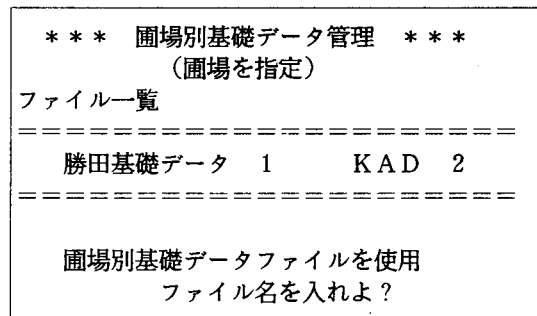 ＊＊＊ 圃場別基礎データ管理 ＊＊＊
（圃場を指定）
ファイル一覧
＝＝＝＝＝＝＝＝＝＝＝＝＝＝＝＝＝＝＝＝＝
勝田基礎データ 1 ＫＡＤ 2
＝＝＝＝＝＝＝＝＝＝＝＝＝＝＝＝＝＝＝＝＝
圃場別基礎データファイルを使用
ファイル名を入れよ？